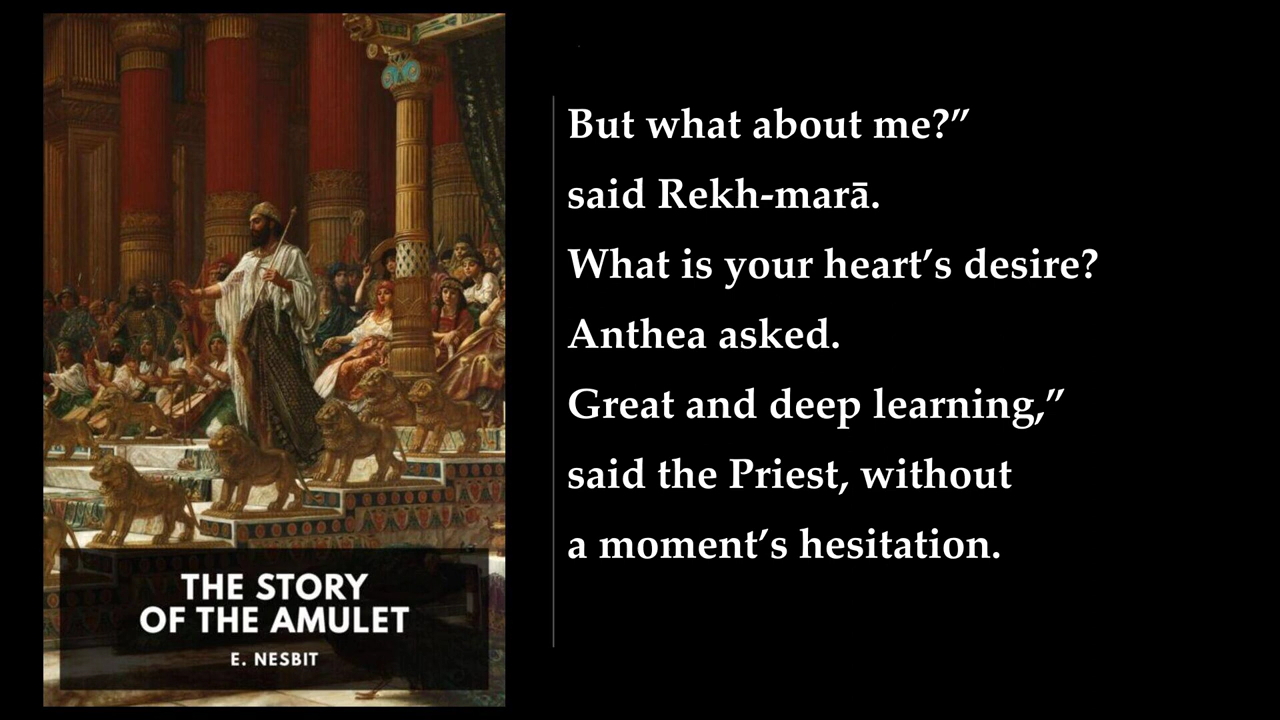 THE STORY
OF THE AMULET
E. NESBIT
But what about me?”
said Rekh-marā.
What is your heart’s desire?
Anthea asked.
Great and deep learning,”
said the Priest, without
a moment’s hesitation.